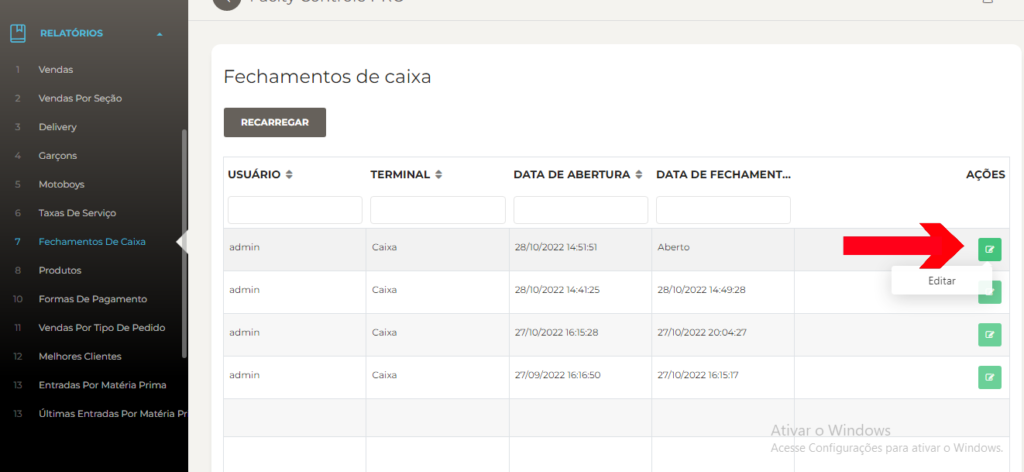 RELATÓRIOS
1 Vendas
2 Vendas Por Seção
3 Delivery
4 Garçons
5 Motoboys
6 Taxas De Serviço
7 Fechamentos De Caixa
8 Produtos
10 Formas De Pagamento
11 Vendas Por Tipo De Pedido
12 Melhores Clientes
13 Entradas Por Matéria Prima
13 Últimas Entradas Por Matéria Pr
Fechamentos de caixa
RECARREGAR
USUÁRIO TERMINAL DATA DE ABERTURA DATA DE FECHAMENT... AÇÕES
admin Caixa 28/10/2022 14:51:51 Aberto
Editar
admin Caixa 28/10/2022 14:41:25 28/10/2022 14:49:28
admin Caixa 27/10/2022 16:15:28 27/10/2022 20:04:27
admin Caixa 27/09/2022 16:16:50 27/10/2022 16:15:17
Ativar o Windows
Acesse Configurações para ativar o Windows.